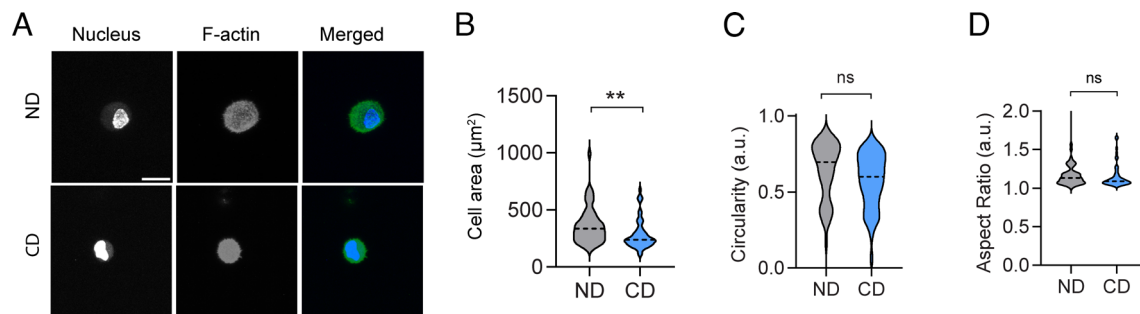 A
Nucleus F-actin Merged
ND
CD
B
Cell area (μm²)
1500
1000
500
0
**
ND CD
C
Circularity (a.u.)
1.0
0.5
0.0
ns
ND CD
D
Aspect Ratio (a.u.)
2.0
1.5
1.0
0.5
0.0
ns
ND CD